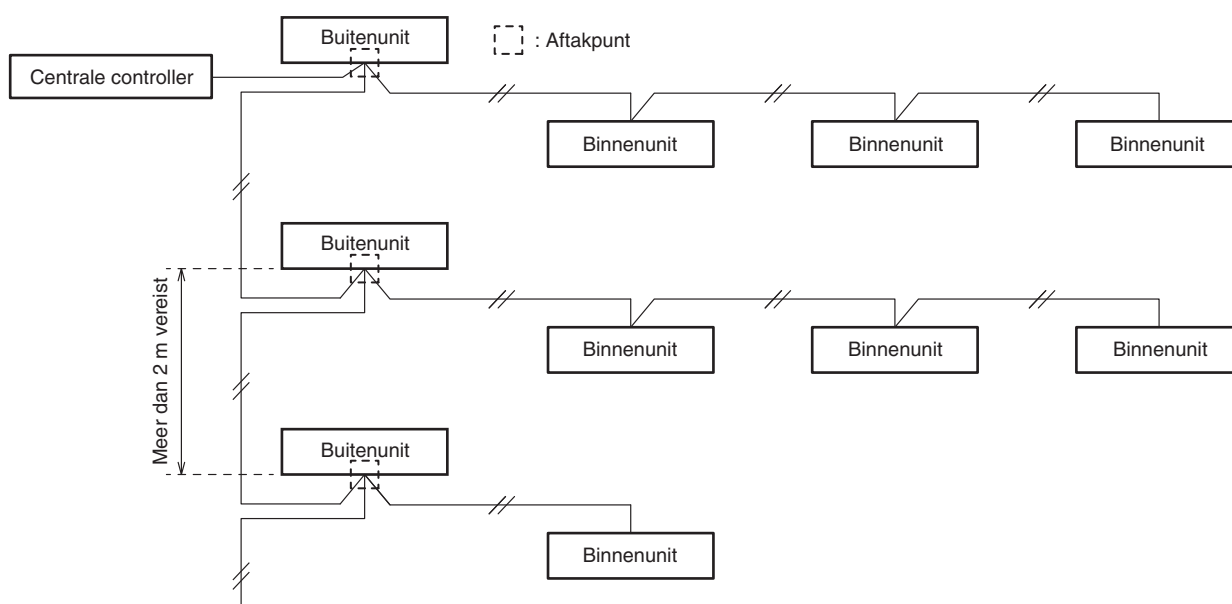 Buitenunit
: Aftakpunt
Centrale controller
Binnenunit
Binnenunit
Binnenunit
Buitenunit
Meer dan 2 m vereist
Binnenunit
Binnenunit
Binnenunit
Buitenunit
Binnenunit